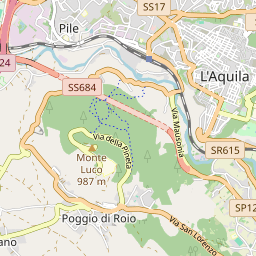 Pile
SS17
24
L'Aquila
SS684
Via Mausonia
Via della Pineta
SR615
Monte
Luco
987 m
SP12
Poggio di Roio
Via San Lorenzo
ano